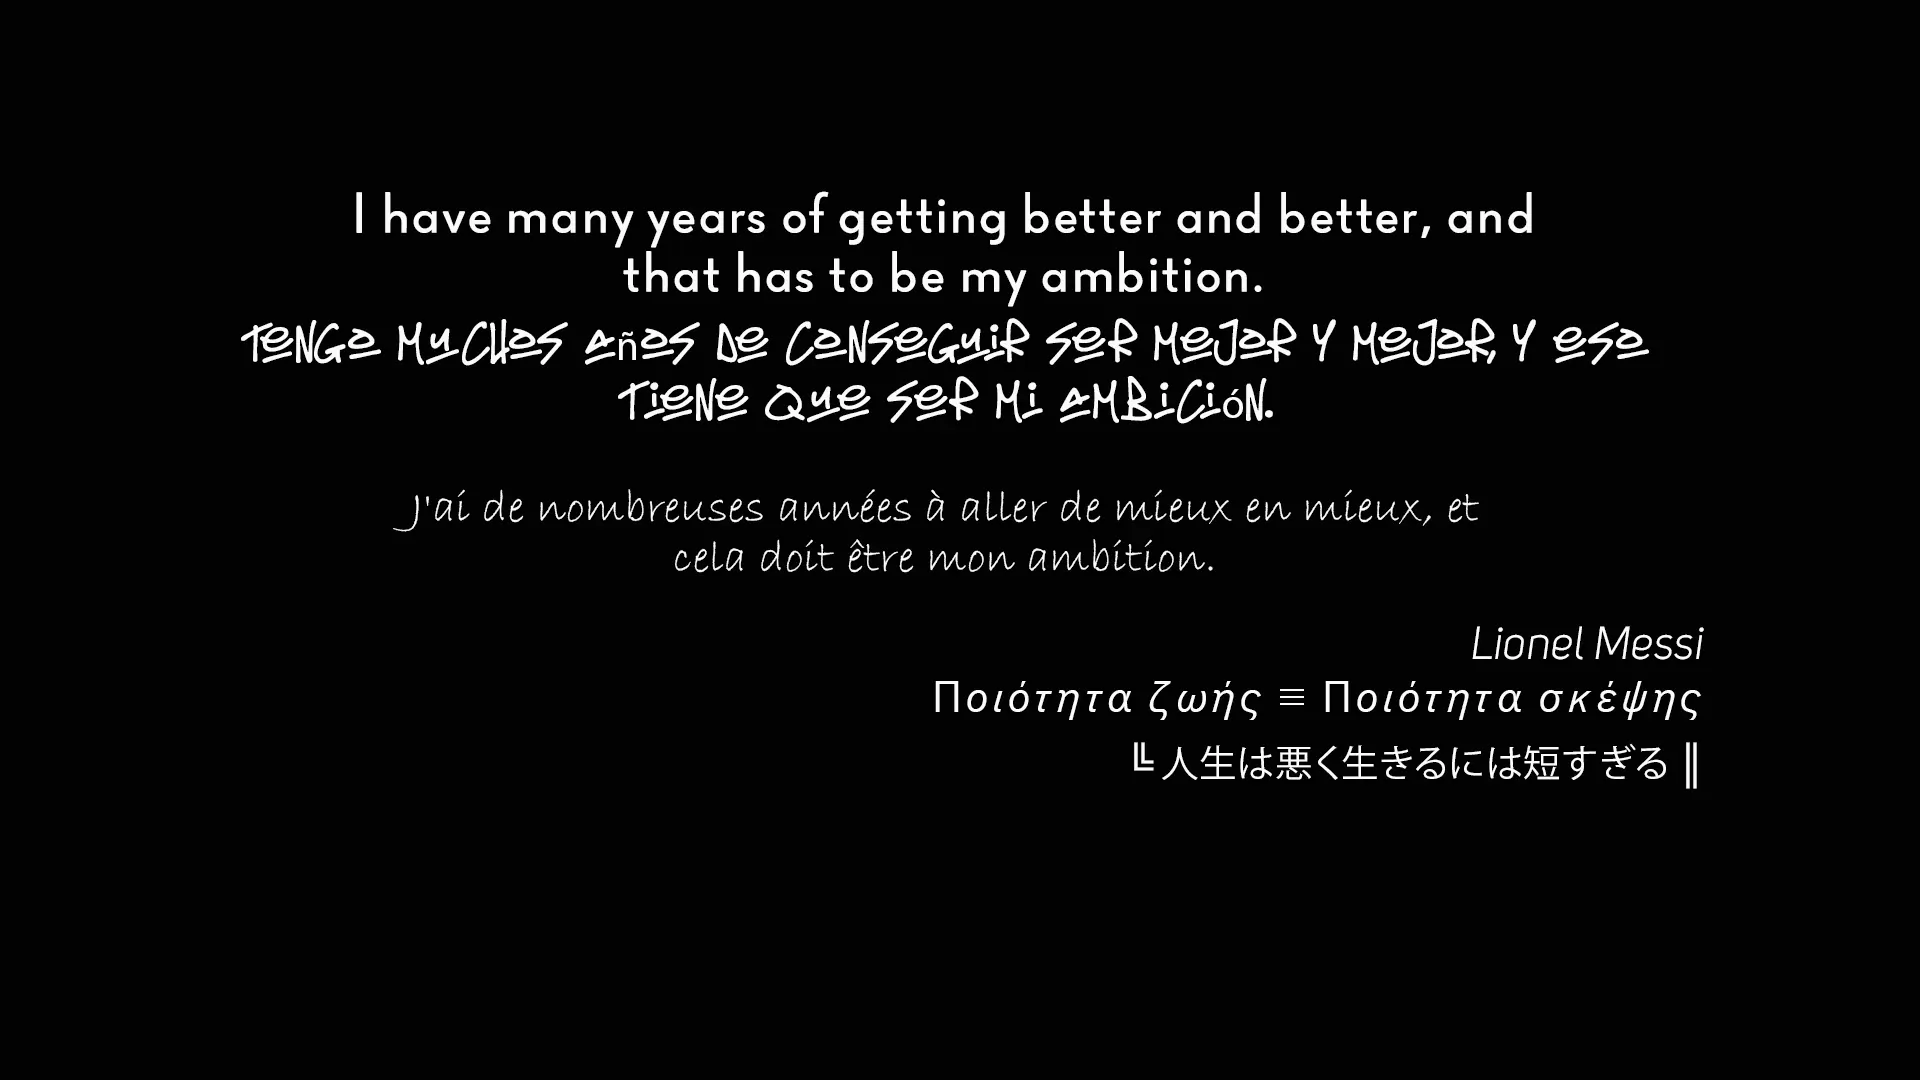 I have many years of getting better and better, and
that has to be my ambition.
Tengo muchos años de conseguir ser mejor y mejor, y eso
tiene que ser mi ambición.
J'ai de nombreuses années à aller de mieux en mieux, et
cela doit être mon ambition.
Lionel Messi
Ποιότητα ζωής ≡ Ποιότητα σκέψης
╚ 人生は悪く生きるには短すぎる ║